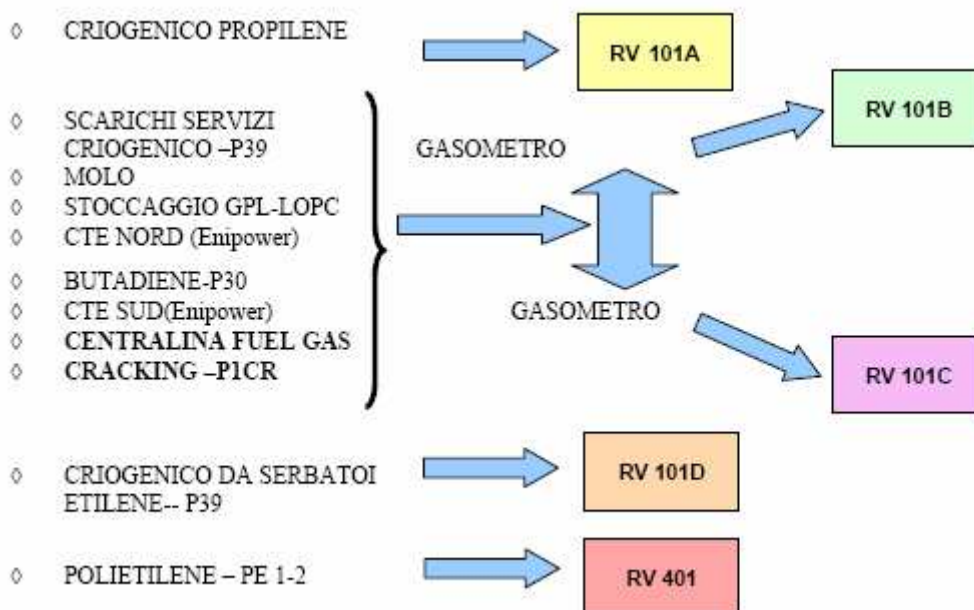 ◊ CRIOGENICO PROPILENE
RV 101A
RV 101B
◊ SCARICHI SERVIZI
CRIOGENICO –P39
GASOMETRO
◊ MOLO
◊ STOCCAGGIO GPL-LOPC
◊ CTE NORD (Enipower)
◊ BUTADIENE-P30
◊ CTE SUD(Enipower)
GASOMETRO
◊ CENTRALINA FUEL GAS
◊ CRACKING –P1CR
RV 101C
◊ CRIOGENICO DA SERBATOI
ETILENE-- P39
RV 101D
◊ POLIETILENE – PE 1-2
RV 401